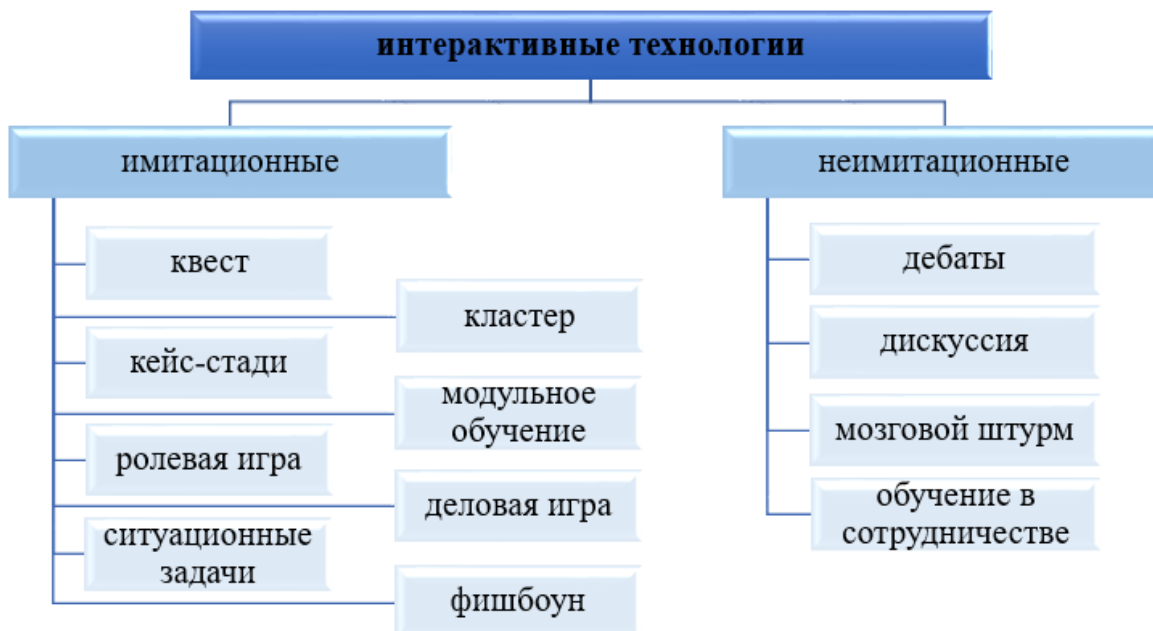 интерактивные технологии
имитационные
неимитационные
квест
кластер
кейс-стади
модульное
обучение
ролевая игра
деловая игра
ситуационные
задачи
фишбоун
дебаты
дискуссия
мозговой штурм
обучение в
сотрудничестве